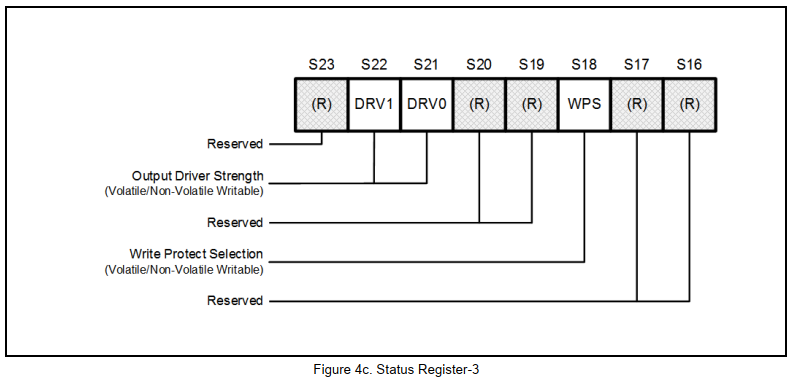 S23 S22 S21 S20 S19 S18 S17 S16
(R) DRV1 DRV0 (R) (R) WPS (R) (R)
Reserved
Output Driver Strength
(Volatile/Non-Volatile Writable)
Reserved
Write Protect Selection
(Volatile/Non-Volatile Writable)
Reserved
Figure 4c. Status Register-3